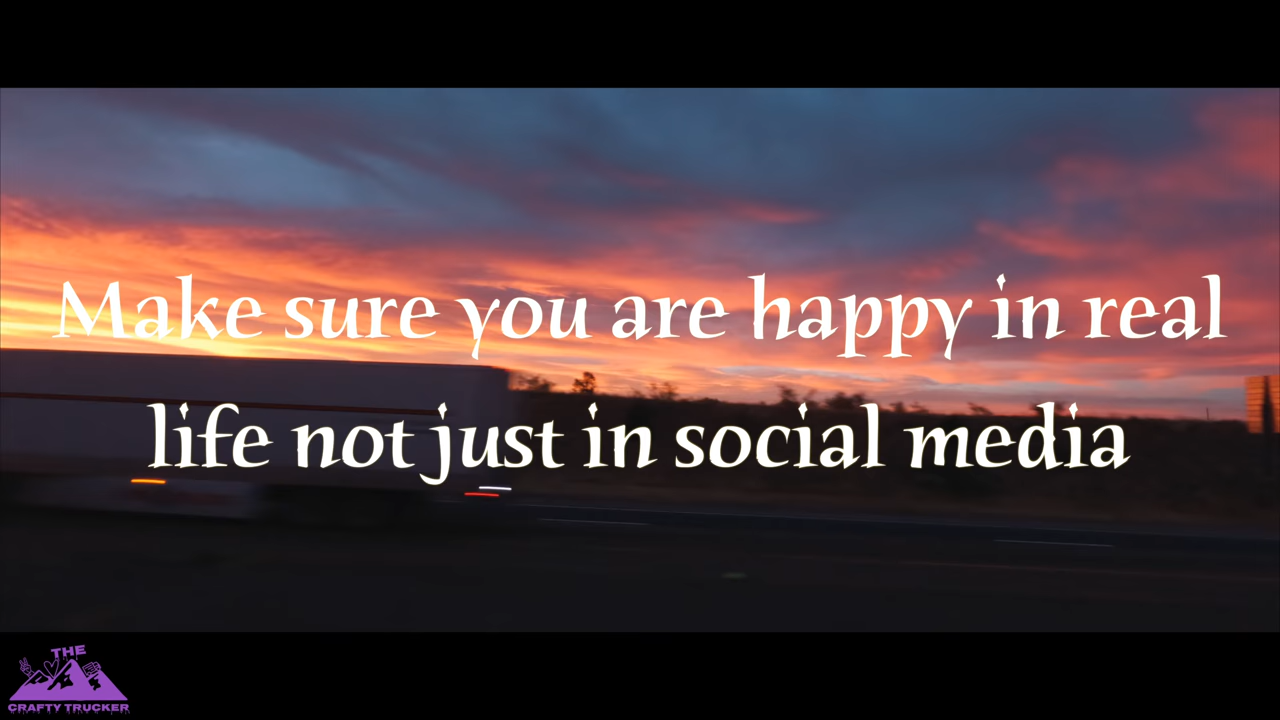 Make sure you are happy in real
life not just in social media
THE
CRAFTY TRUCKER